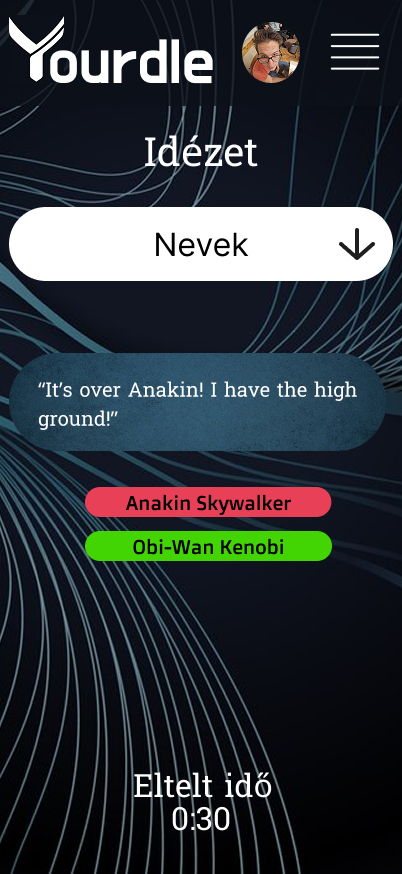 Yourdle
Idézet
Nevek
“It’s over Anakin! I have the high
ground!”
Anakin Skywalker
Obi-Wan Kenobi
Eltelt idő
0:30